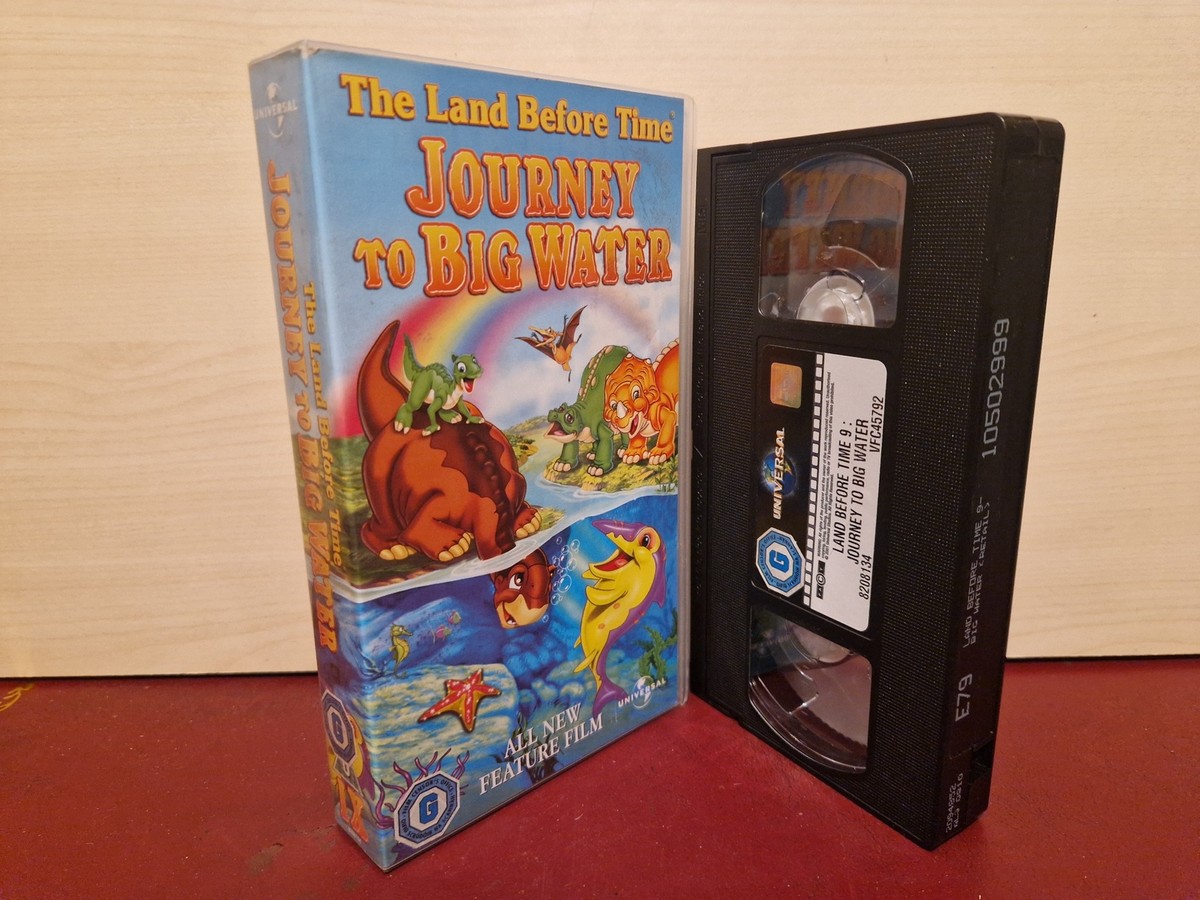 The Land Before Time
JOURNEY
TO BIG WATER
ALL NEW
FEATURE FILM
UNIVERSAL
G
UNIVERSAL
The Land Before Time
JOURNEY TO BIG WATER
G
IX
UNIVERSAL
G
LAND BEFORE TIME 9 :
JOURNEY TO BIG WATER
8208134 VFC45792
10502999
E79 LAND BEFORE TIME 9-
BIG WATER (RETAIL)